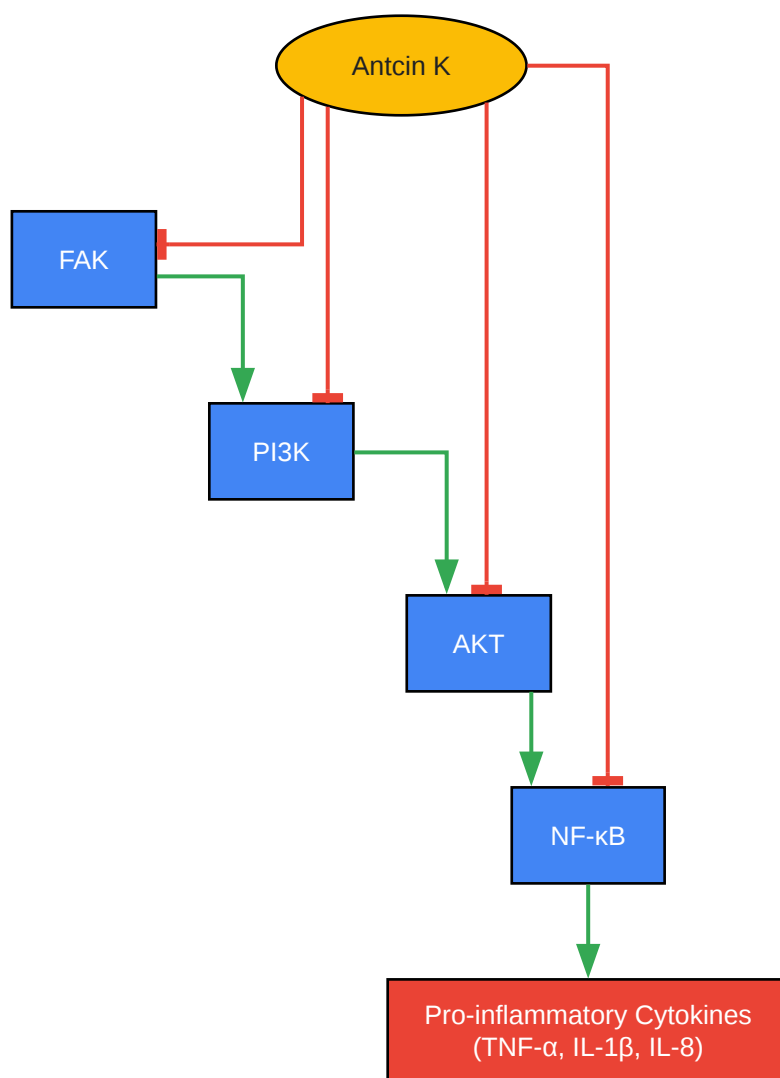 Antcin K
FAK
PI3K
AKT
NF-κB
Pro-inflammatory Cytokines
(TNF-α, IL-1β, IL-8)